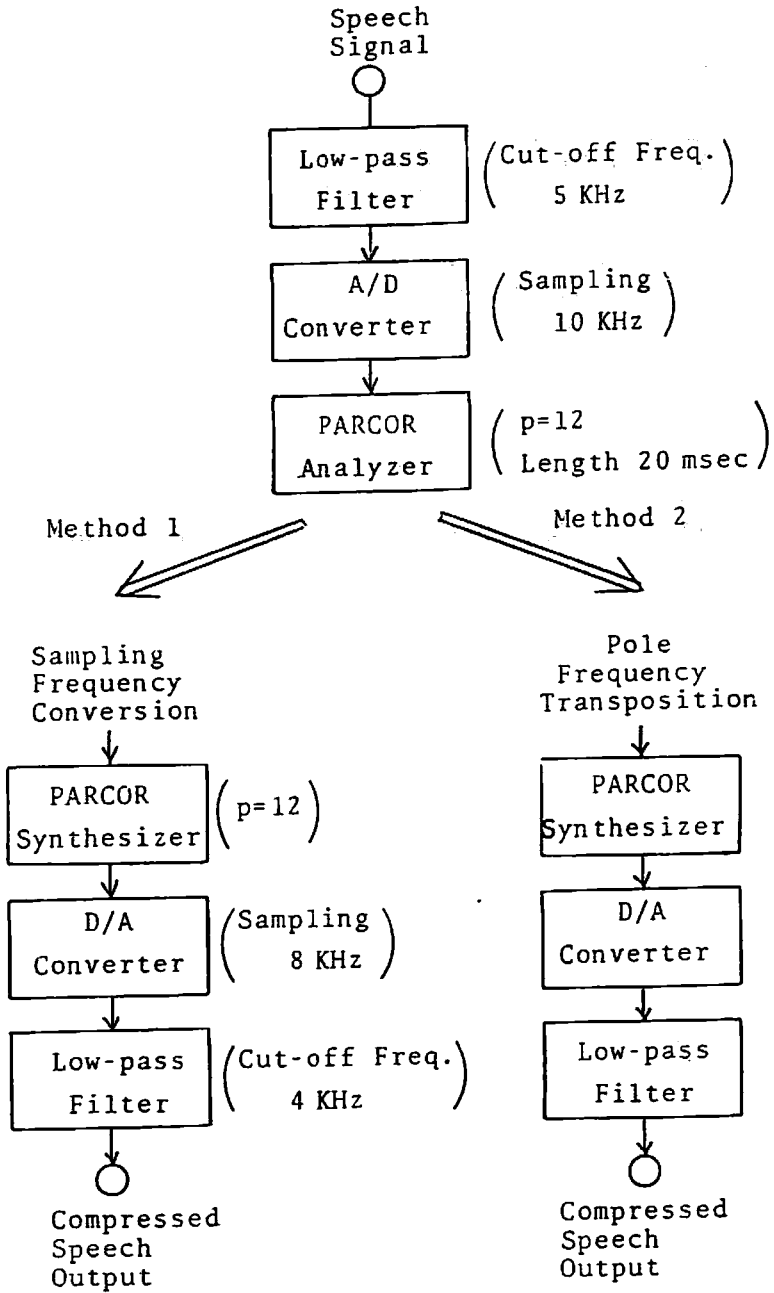 Speech
Signal
Low-pass
Filter
(Cut-off Freq.
5 KHz)
A/D
Converter
(Sampling
10 KHz)
PARCOR
Analyzer
(p=12
Length 20 msec)
Method 1
Method 2
Sampling
Frequency
Conversion
PARCOR
Synthesizer
(p=12)
D/A
Converter
(Sampling
8 KHz)
Low-pass
Filter
(Cut-off Freq.
4 KHz)
Compressed
Speech
Output
Pole
Frequency
Transposition
PARCOR
Synthesizer
D/A
Converter
Low-pass
Filter
Compressed
Speech
Output